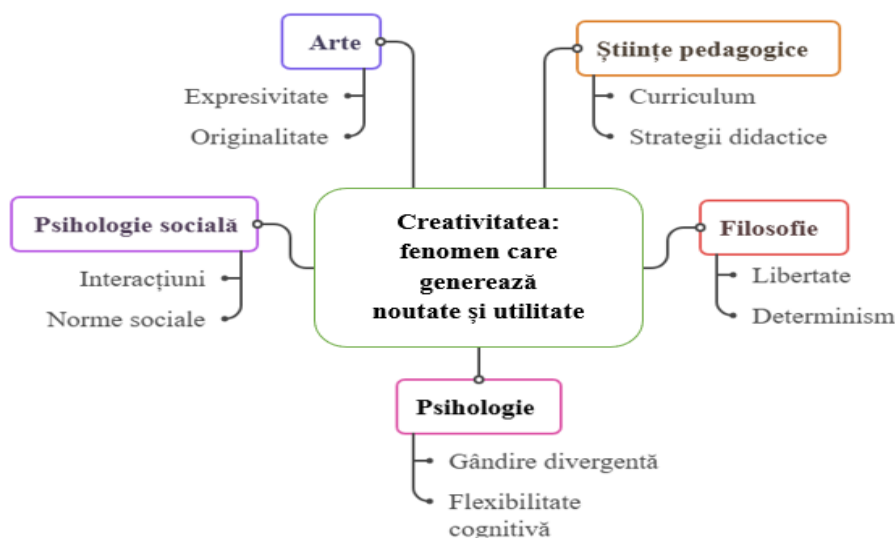 Arte
Expresivitate
Originalitate
Științe pedagogice
Curriculum
Strategii didactice
Psihologie socială
Interacțiuni
Norme sociale
Creativitatea:
fenomen care
generează
noutate și utilitate
Filosofie
Libertate
Determinism
Psihologie
Gândire divergentă
Flexibilitate
cognitivă